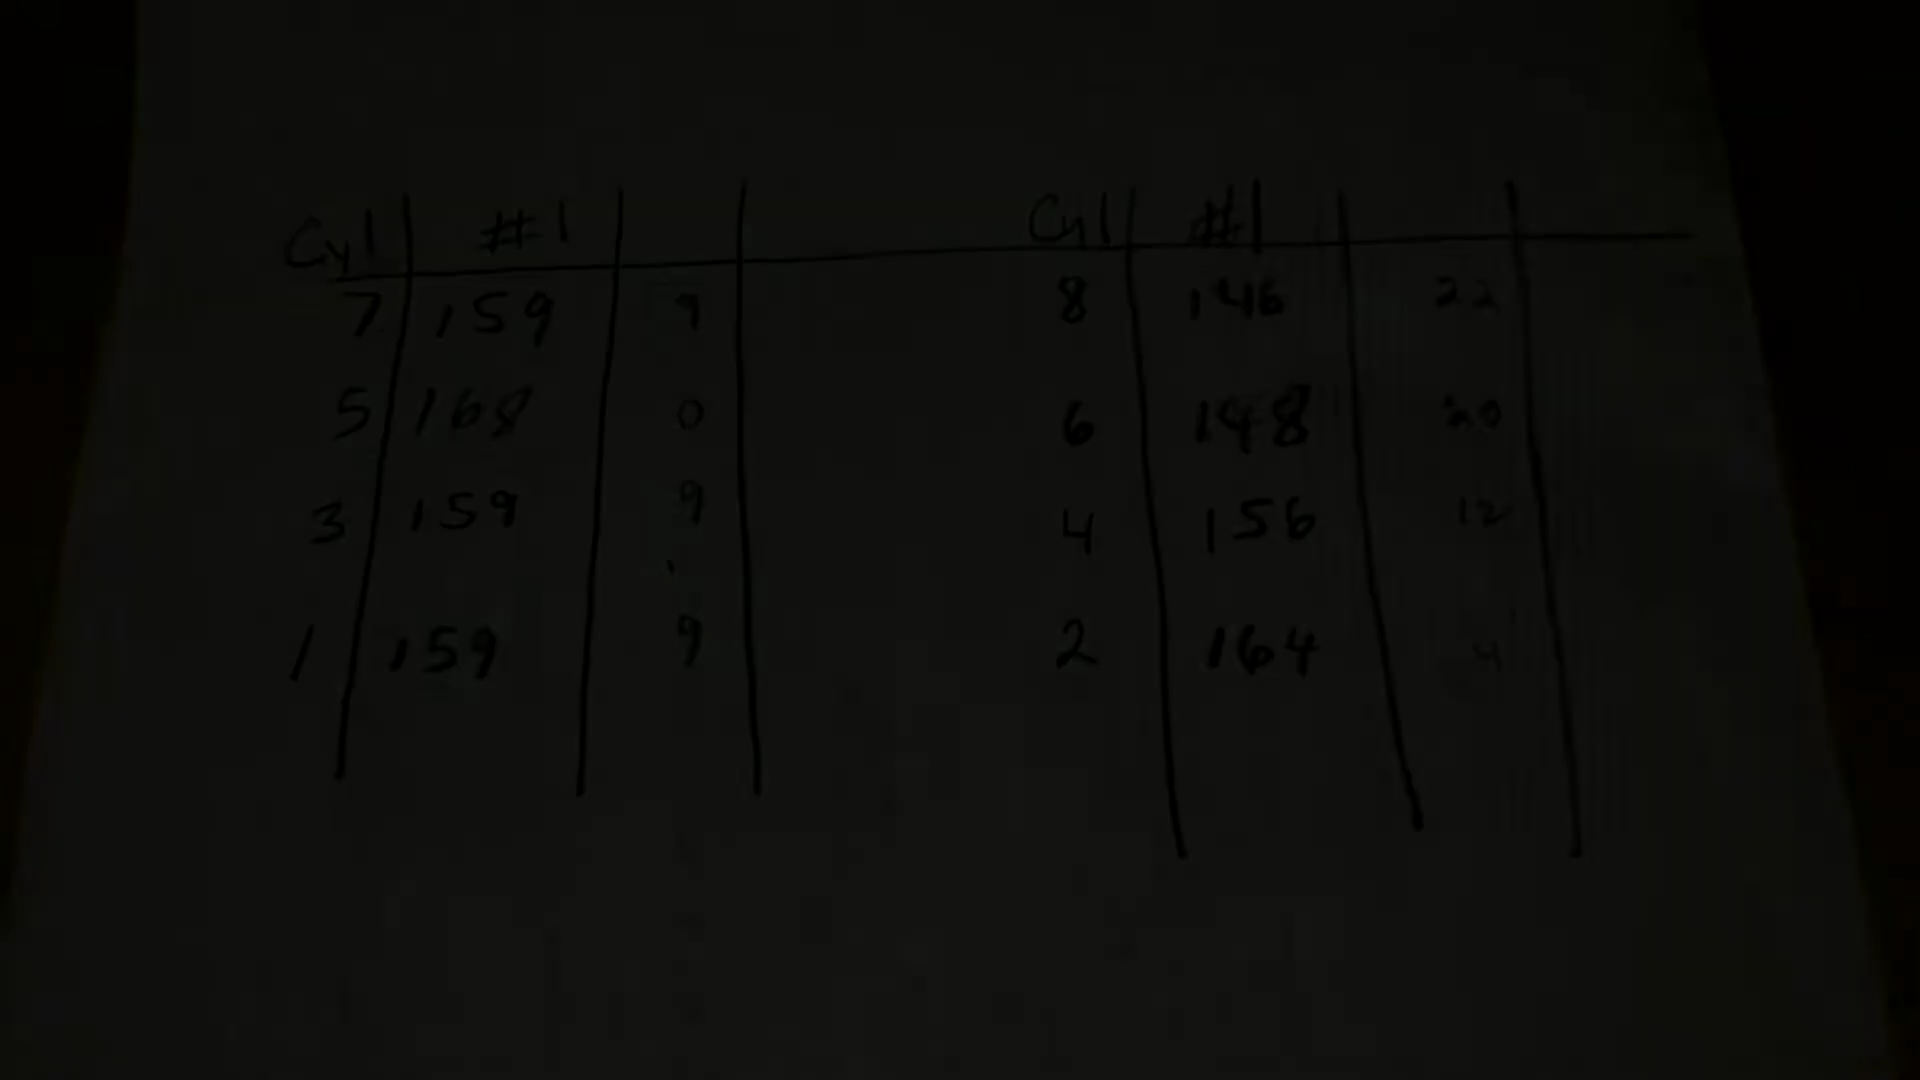 Cyl #1 Cyl #1
7 159 9 8 146 22
5 168 0 6 148 20
3 159 9 4 156 12
1 159 9 2 164 4